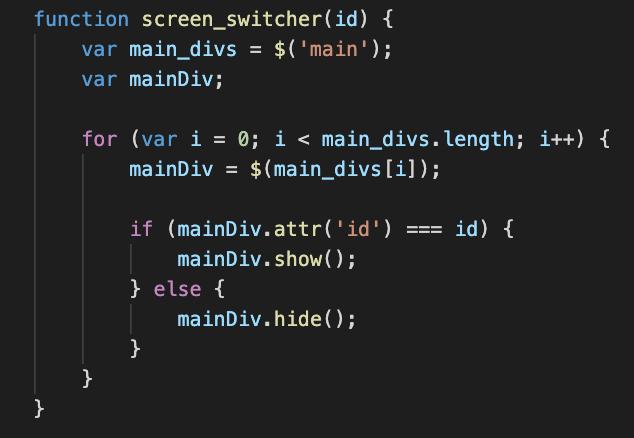 function screen_switcher(id) {
    var main_divs = $('main');
    var mainDiv;

    for (var i = 0; i < main_divs.length; i++) {
        mainDiv = $(main_divs[i]);

        if (mainDiv.attr('id') === id) {
            mainDiv.show();
        } else {
            mainDiv.hide();
        }
    }
}